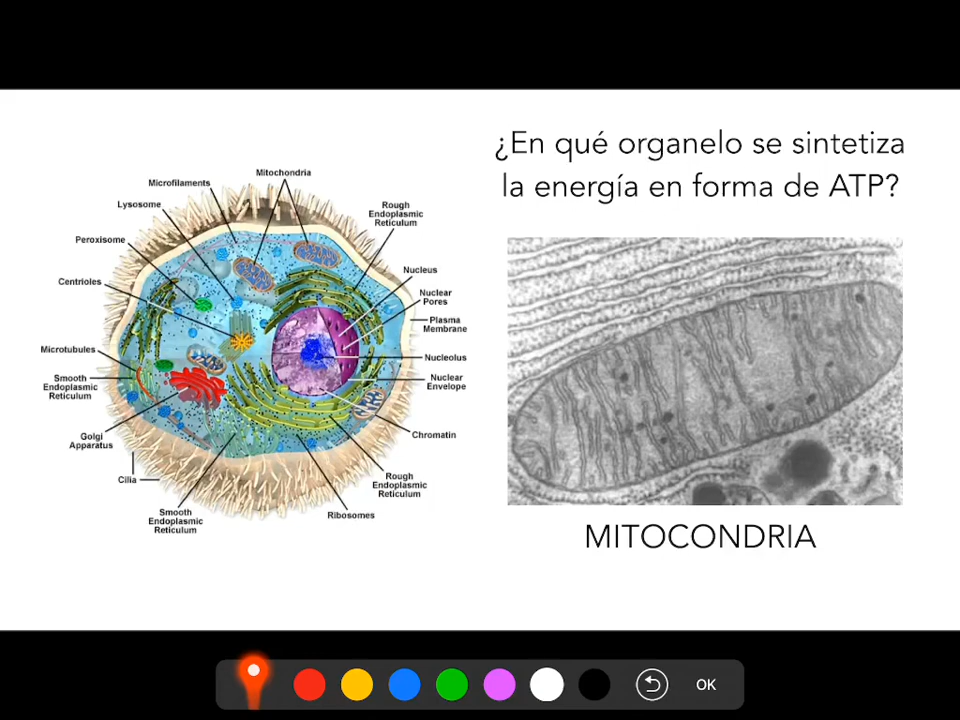 ¿En qué organelo se sintetiza
la energía en forma de ATP?
Mitochondria
Microfilaments
Lysosome
Rough
Endoplasmic
Reticulum
Peroxisome
Nucleus
Centrioles
Nuclear
Pores
Plasma
Membrane
Microtubules
Nucleolus
Smooth
Endoplasmic
Reticulum
Nuclear
Envelope
Golgi
Apparatus
Chromatin
Cilia
Rough
Endoplasmic
Reticulum
Smooth
Endoplasmic
Reticulum
Ribosomes
MITOCONDRIA
OK